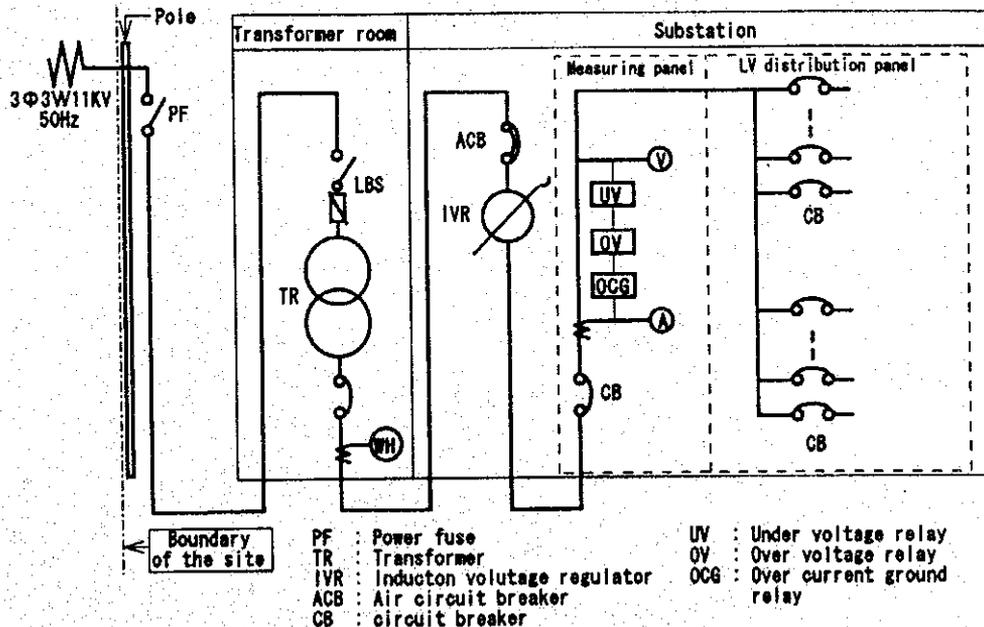 Pole
Transformer room
Substation
Measuring panel
LV distribution panel
3Φ3W11KV
50Hz
PF
LBS
TR
WH
ACB
IVR
V
UV
OV
OCG
A
CB
CB
CB
Boundary
of the site
PF : Power fuse
TR : Transformer
IVR : Inducton volutage regulator
ACB : Air circuit breaker
CB : circuit breaker
UV : Under voltage relay
OV : Over voltage relay
OCG : Over current ground
relay